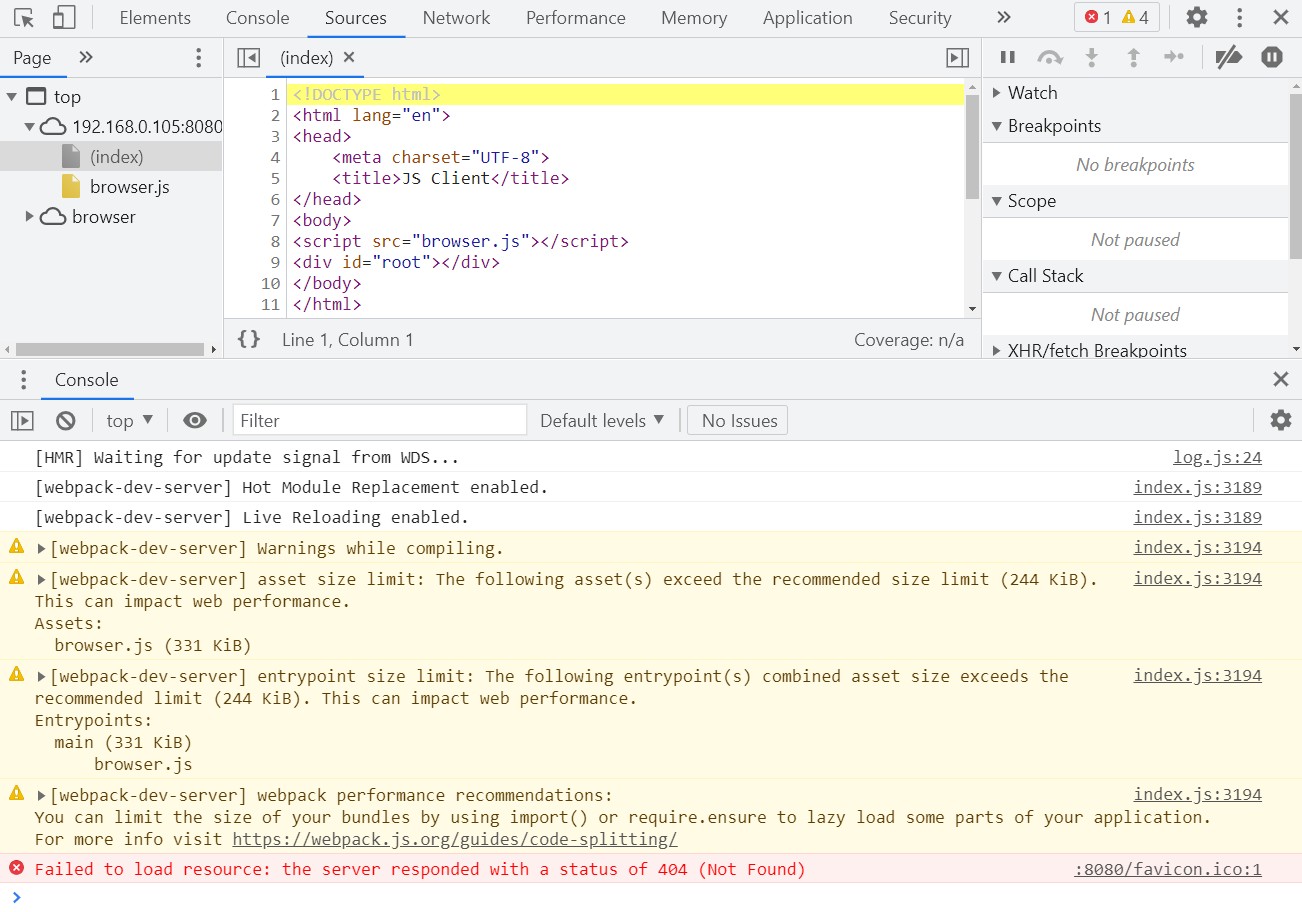 Elements Console Sources Network Performance Memory Application Security 1 4
Page
(index)
top
192.168.0.105:8080
(index)
browser.js
browser
1 <!DOCTYPE html>
2 <html lang="en">
3 <head>
4 <meta charset="UTF-8">
5 <title>JS Client</title>
6 </head>
7 <body>
8 <script src="browser.js"></script>
9 <div id="root"></div>
10 </body>
11 </html>
{} Line 1, Column 1 Coverage: n/a
Watch
Breakpoints
No breakpoints
Scope
Not paused
Call Stack
Not paused
XHR/fetch Breakpoints
Console
top Filter Default levels No Issues
[HMR] Waiting for update signal from WDS... log.js:24
[webpack-dev-server] Hot Module Replacement enabled. index.js:3189
[webpack-dev-server] Live Reloading enabled. index.js:3189
[webpack-dev-server] Warnings while compiling. index.js:3194
[webpack-dev-server] asset size limit: The following asset(s) exceed the recommended size limit (244 KiB). index.js:3194
This can impact web performance.
Assets:
browser.js (331 KiB)
[webpack-dev-server] entrypoint size limit: The following entrypoint(s) combined asset size exceeds the index.js:3194
recommended limit (244 KiB). This can impact web performance.
Entrypoints:
main (331 KiB)
browser.js
[webpack-dev-server] webpack performance recommendations: index.js:3194
You can limit the size of your bundles by using import() or require.ensure to lazy load some parts of your application.
For more info visit https://webpack.js.org/guides/code-splitting/
Failed to load resource: the server responded with a status of 404 (Not Found) :8080/favicon.ico:1